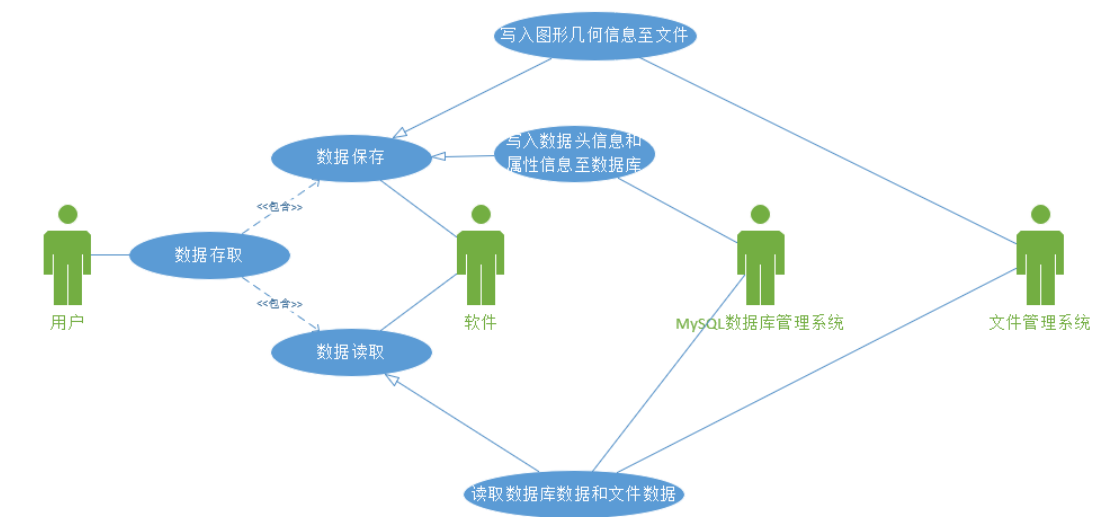 写入图形几何信息至文件
写入数据头信息和
属性信息至数据库
数据保存
<<包含>>
数据存取
<<包含>>
用户
软件
MySQL数据库管理系统
文件管理系统
数据读取
读取数据库数据和文件数据